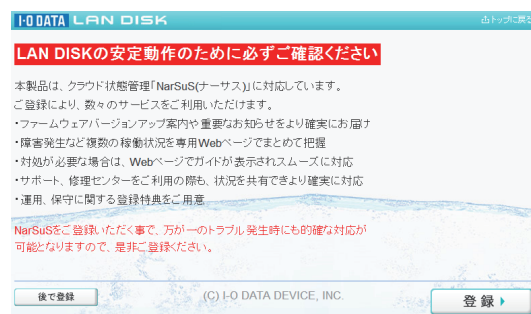 I-O DATA LAN DISK
トップに戻る
LAN DISKの安定動作のために必ずご確認ください
本製品は、クラウド状態管理「NarSuS(ナーサス)」に対応しています。
ご登録により、数々のサービスをご利用いただけます。
・ファームウェアバージョンアップ案内や重要なお知らせをより確実にお届け
・障害発生など複数の稼働状況を専用Webページでまとめて把握
・対処が必要な場合は、Webページでガイドが表示されスムーズに対応
・サポート、修理センターをご利用の際も、状況を共有できより確実に対応
・運用、保守に関する登録特典をご用意
NarSuSをご登録いただく事で、万が一のトラブル発生時にも的確な対応が
可能となりますので、是非ご登録ください。
後で登録
(C) I-O DATA DEVICE, INC.
登録